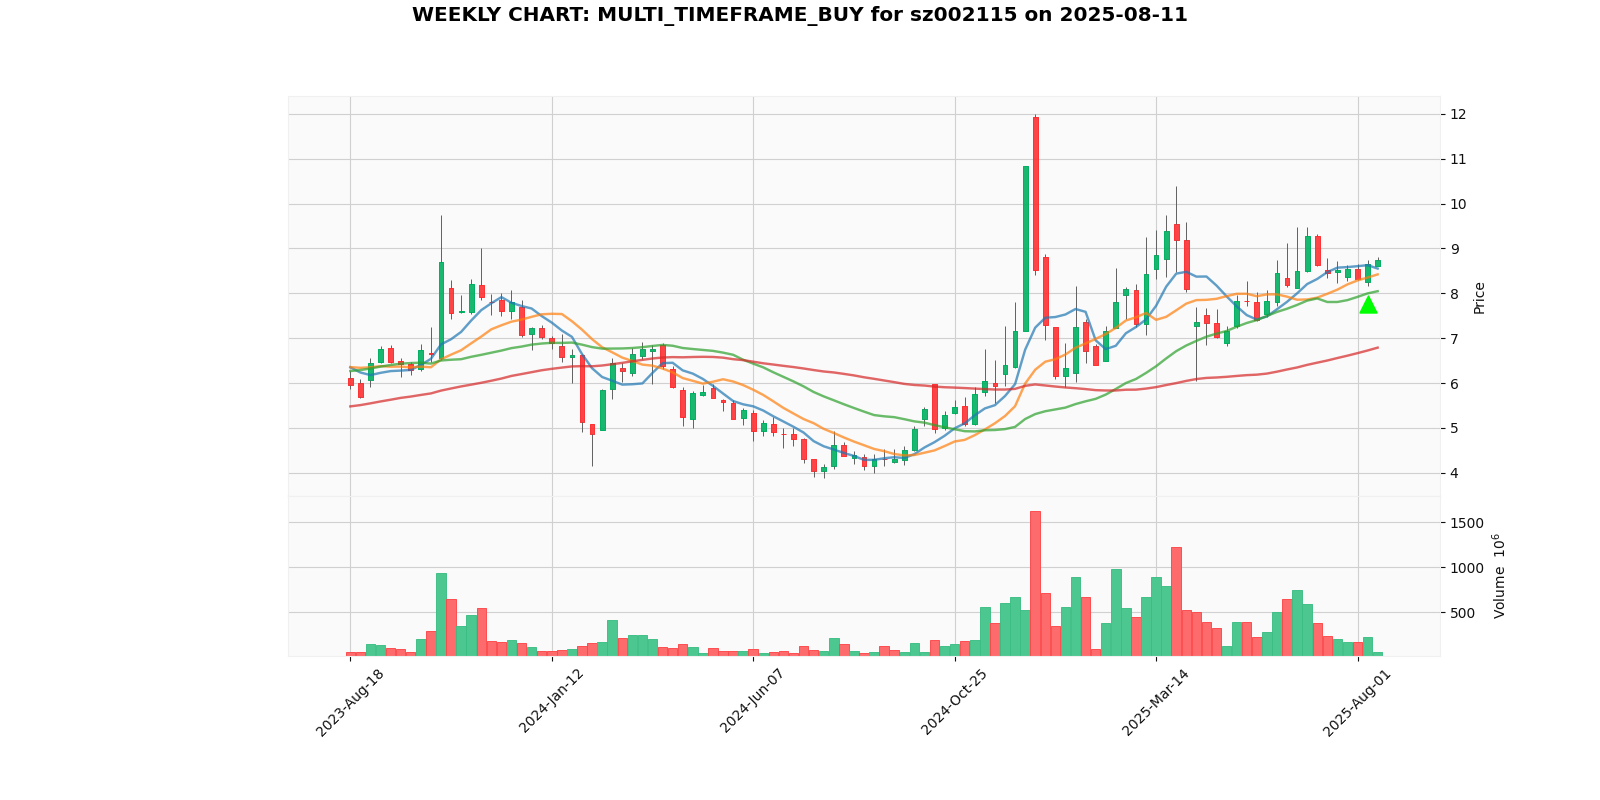 WEEKLY CHART: MULTI_TIMEFRAME_BUY for sz002115 on 2025-08-11
12
11
10
9
8
7
6
5
4
Price
1500
1000
500
Volume 10^6
2023-Aug-18
2024-Jan-12
2024-Jun-07
2024-Oct-25
2025-Mar-14
2025-Aug-01